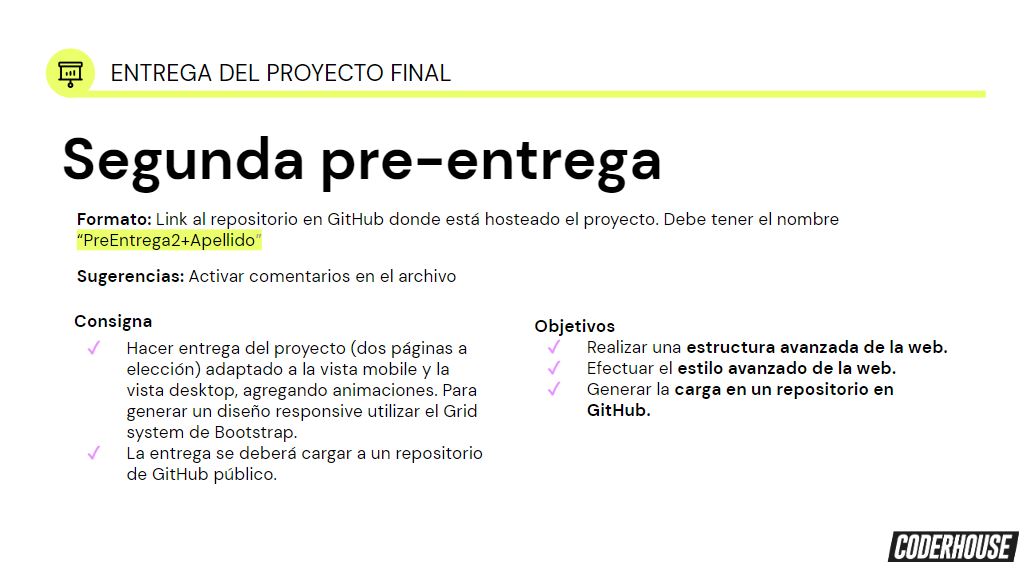 ENTREGA DEL PROYECTO FINAL
Segunda pre-entrega
Formato: Link al repositorio en GitHub donde está hosteado el proyecto. Debe tener el nombre
“PreEntrega2+Apellido”
Sugerencias: Activar comentarios en el archivo
Consigna
Hacer entrega del proyecto (dos páginas a
elección) adaptado a la vista mobile y la
vista desktop, agregando animaciones. Para
generar un diseño responsive utilizar el Grid
system de Bootstrap.
La entrega se deberá cargar a un repositorio
de GitHub público.
Objetivos
Realizar una estructura avanzada de la web.
Efectuar el estilo avanzado de la web.
Generar la carga en un repositorio en
GitHub.
CODERHOUSE